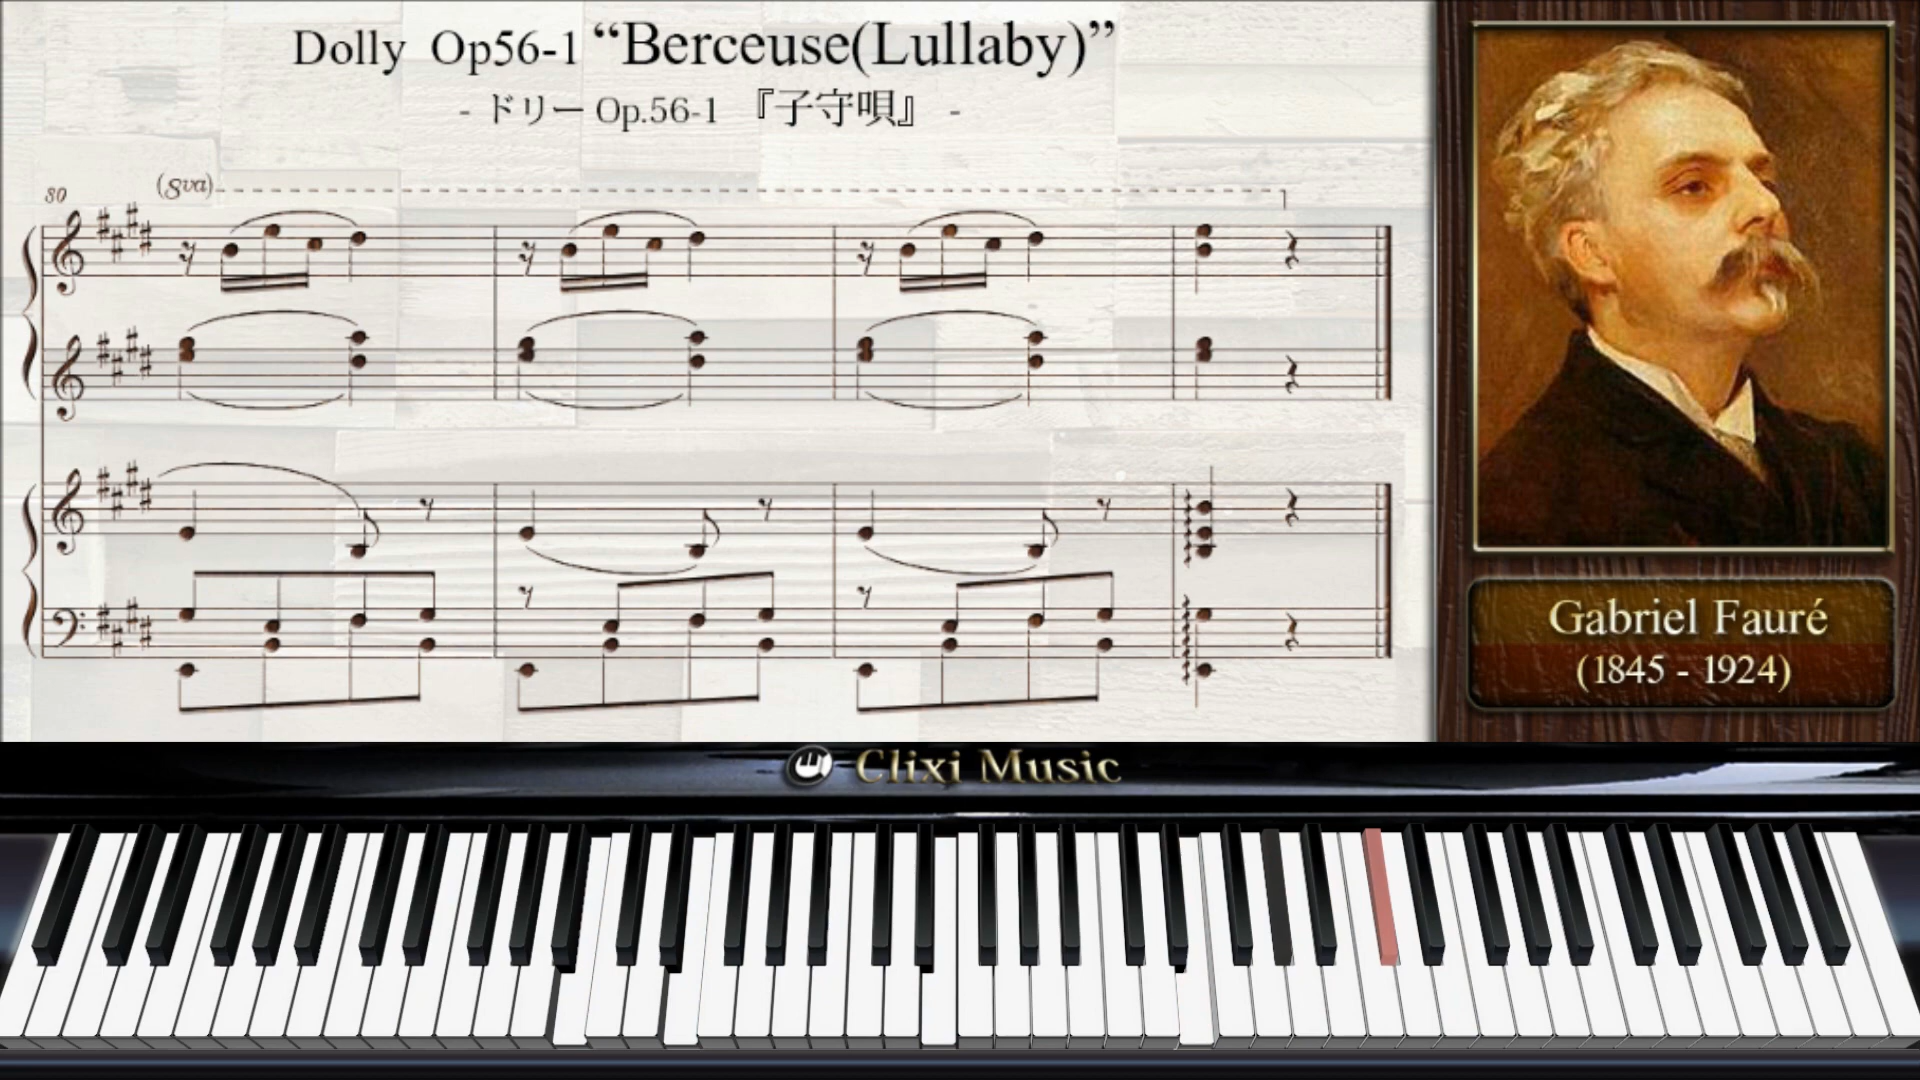 Dolly Op56-1 “Berceuse(Lullaby)”
- ドリー Op.56-1 『子守唄』 -
80
(8va)
Gabriel Fauré
(1845 - 1924)
Clixi Music